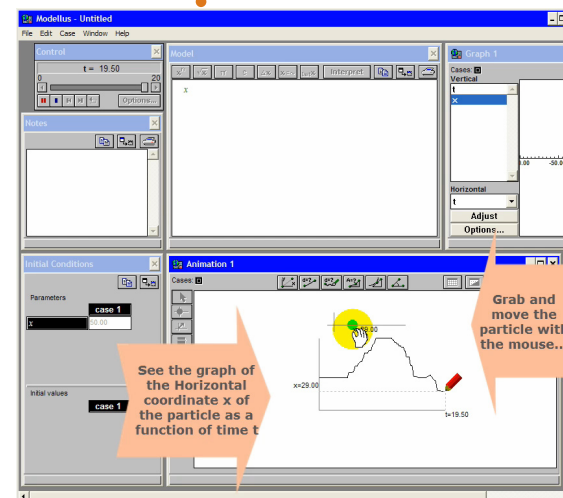 Modellus - Untitled
File Edit Case Window Help
Control
t = 19.50
0 20
Options...
Notes
Model
Interpret
x
Graph 1
Cases:
Vertical
t
x
Horizontal
t
Adjust
Options...
-50.0
Initial Conditions
Parameters
case 1
x 50.00
Initial values
case 1
Animation 1
Cases:
x=29.00
t=19.50
See the graph of
the Horizontal
coordinate x of
the particle as a
function of time t
Grab and
move the
particle with
the mouse..